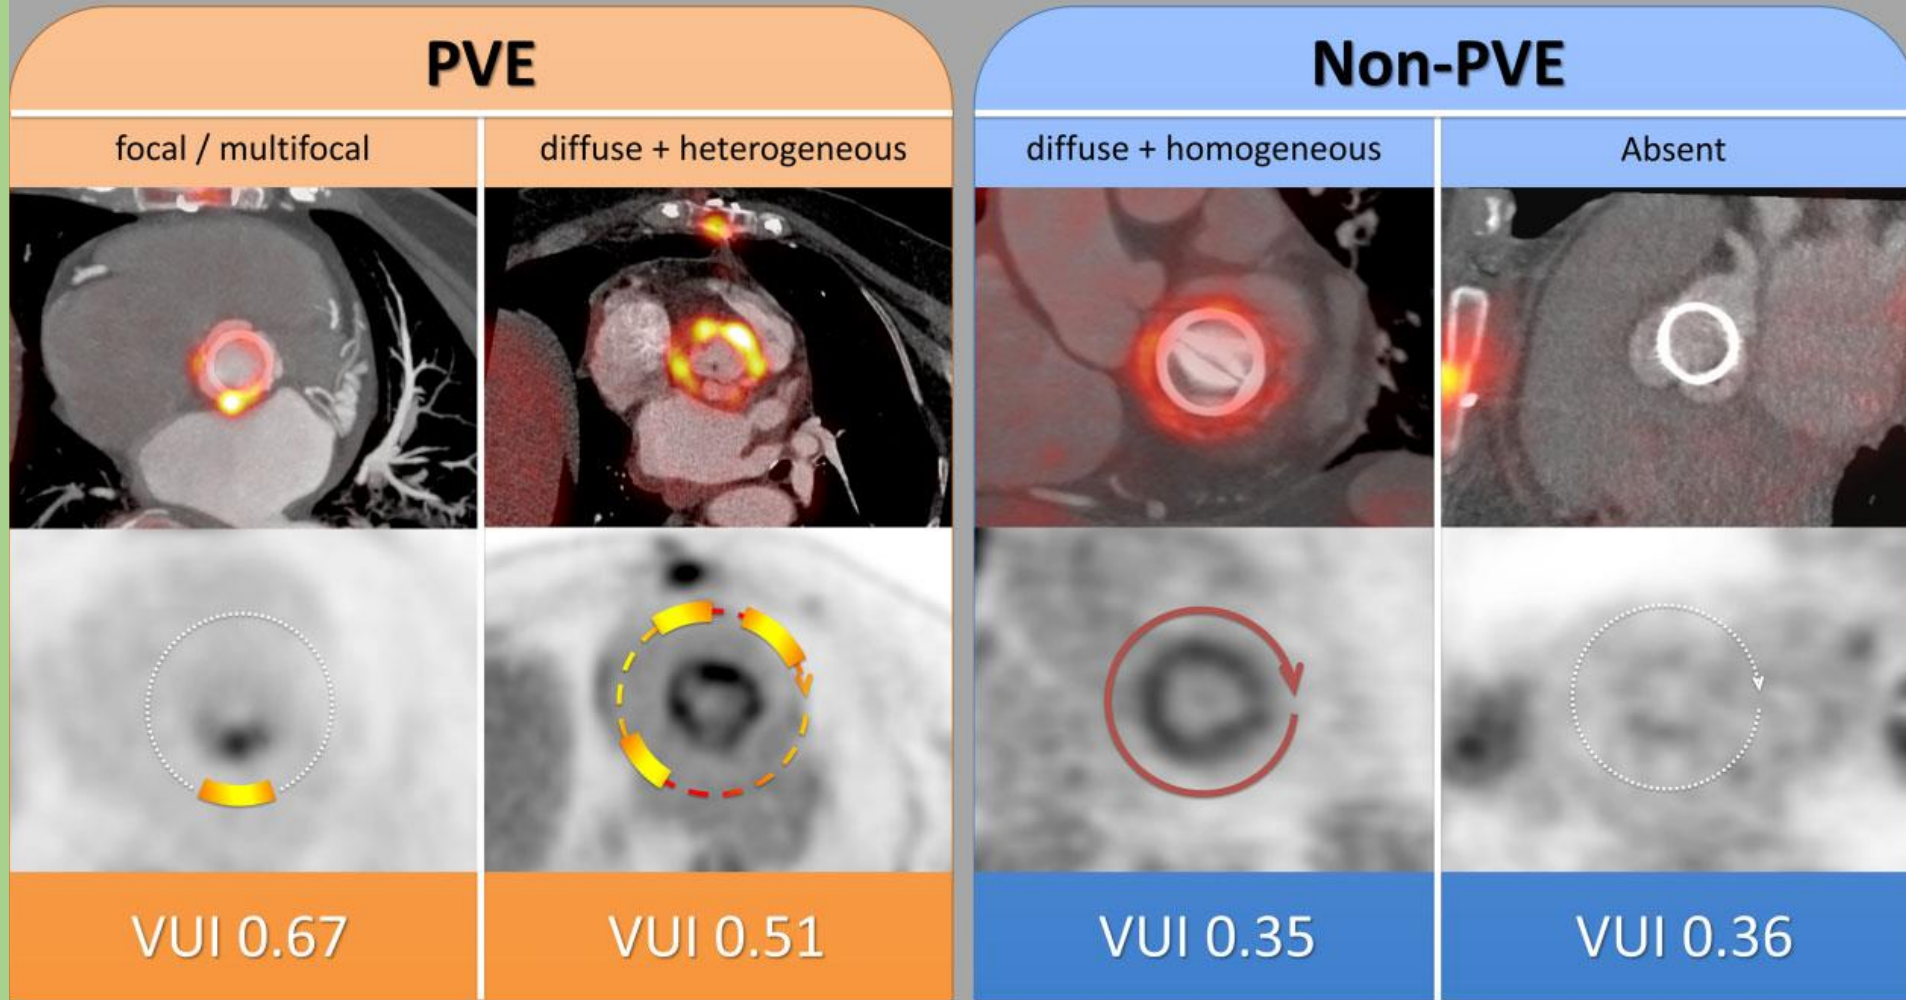 PVE
Non-PVE
focal / multifocal
diffuse + heterogeneous
diffuse + homogeneous
Absent
VUI 0.67
VUI 0.51
VUI 0.35
VUI 0.36